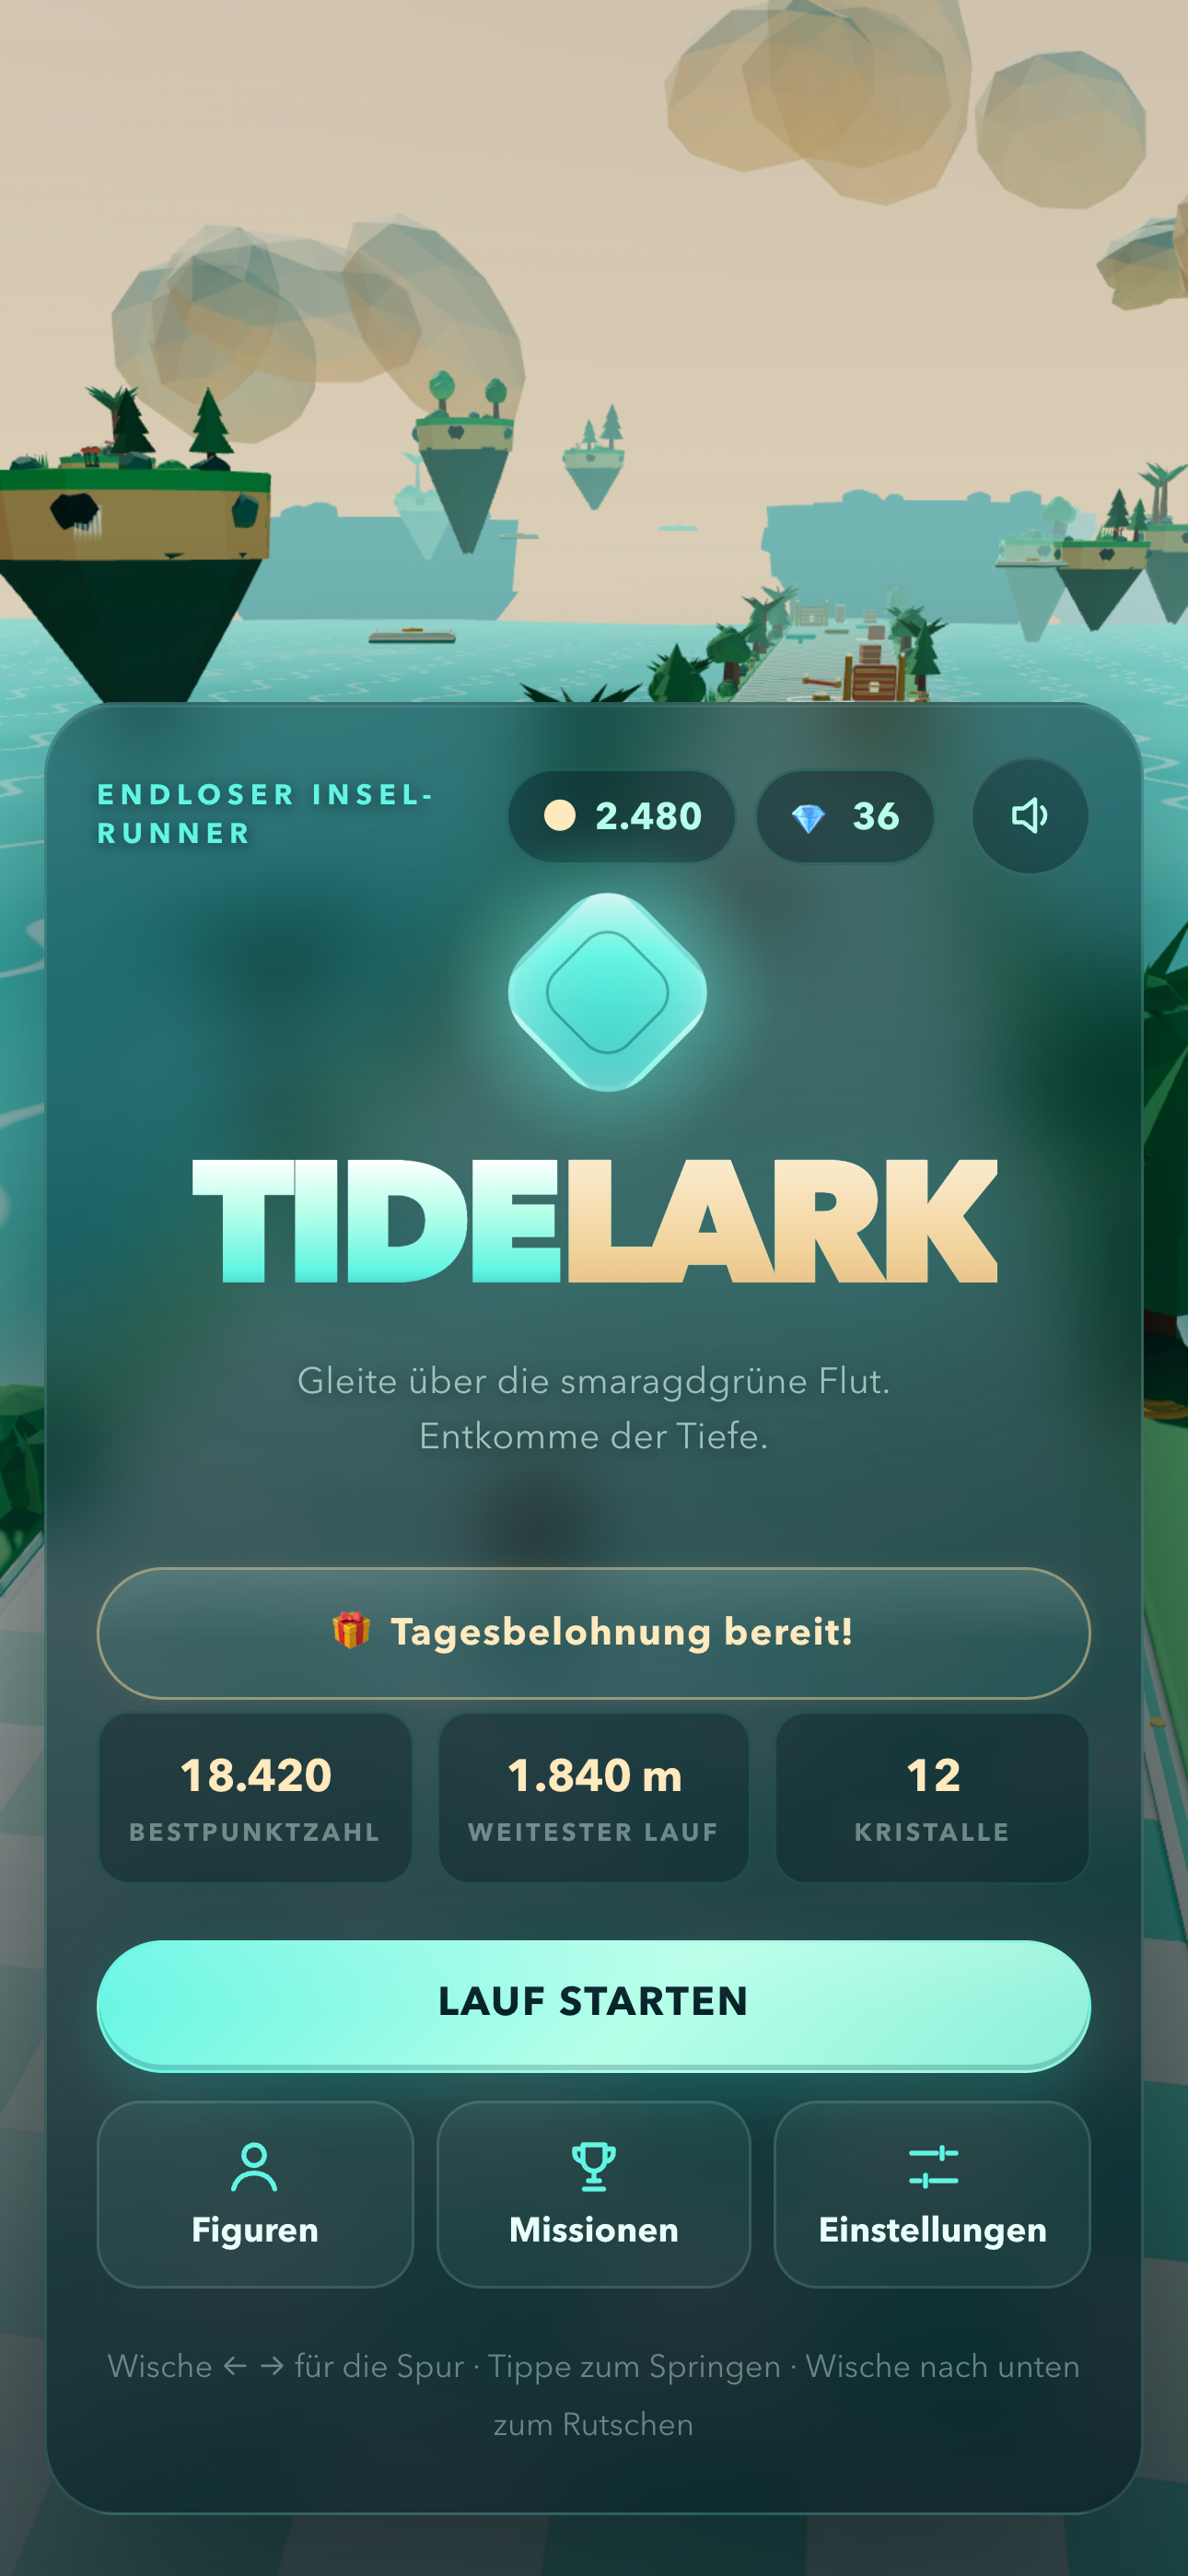 ENDLOSER INSEL-
RUNNER
2.480
36
TIDELARK
Gleite über die smaragdgrüne Flut.
Entkomme der Tiefe.
Tagesbelohnung bereit!
18.420
BESTPUNKTZAHL
1.840 m
WEITESTER LAUF
12
KRISTALLE
LAUF STARTEN
Figuren
Missionen
Einstellungen
Wische ← → für die Spur · Tippe zum Springen · Wische nach unten
zum Rutschen